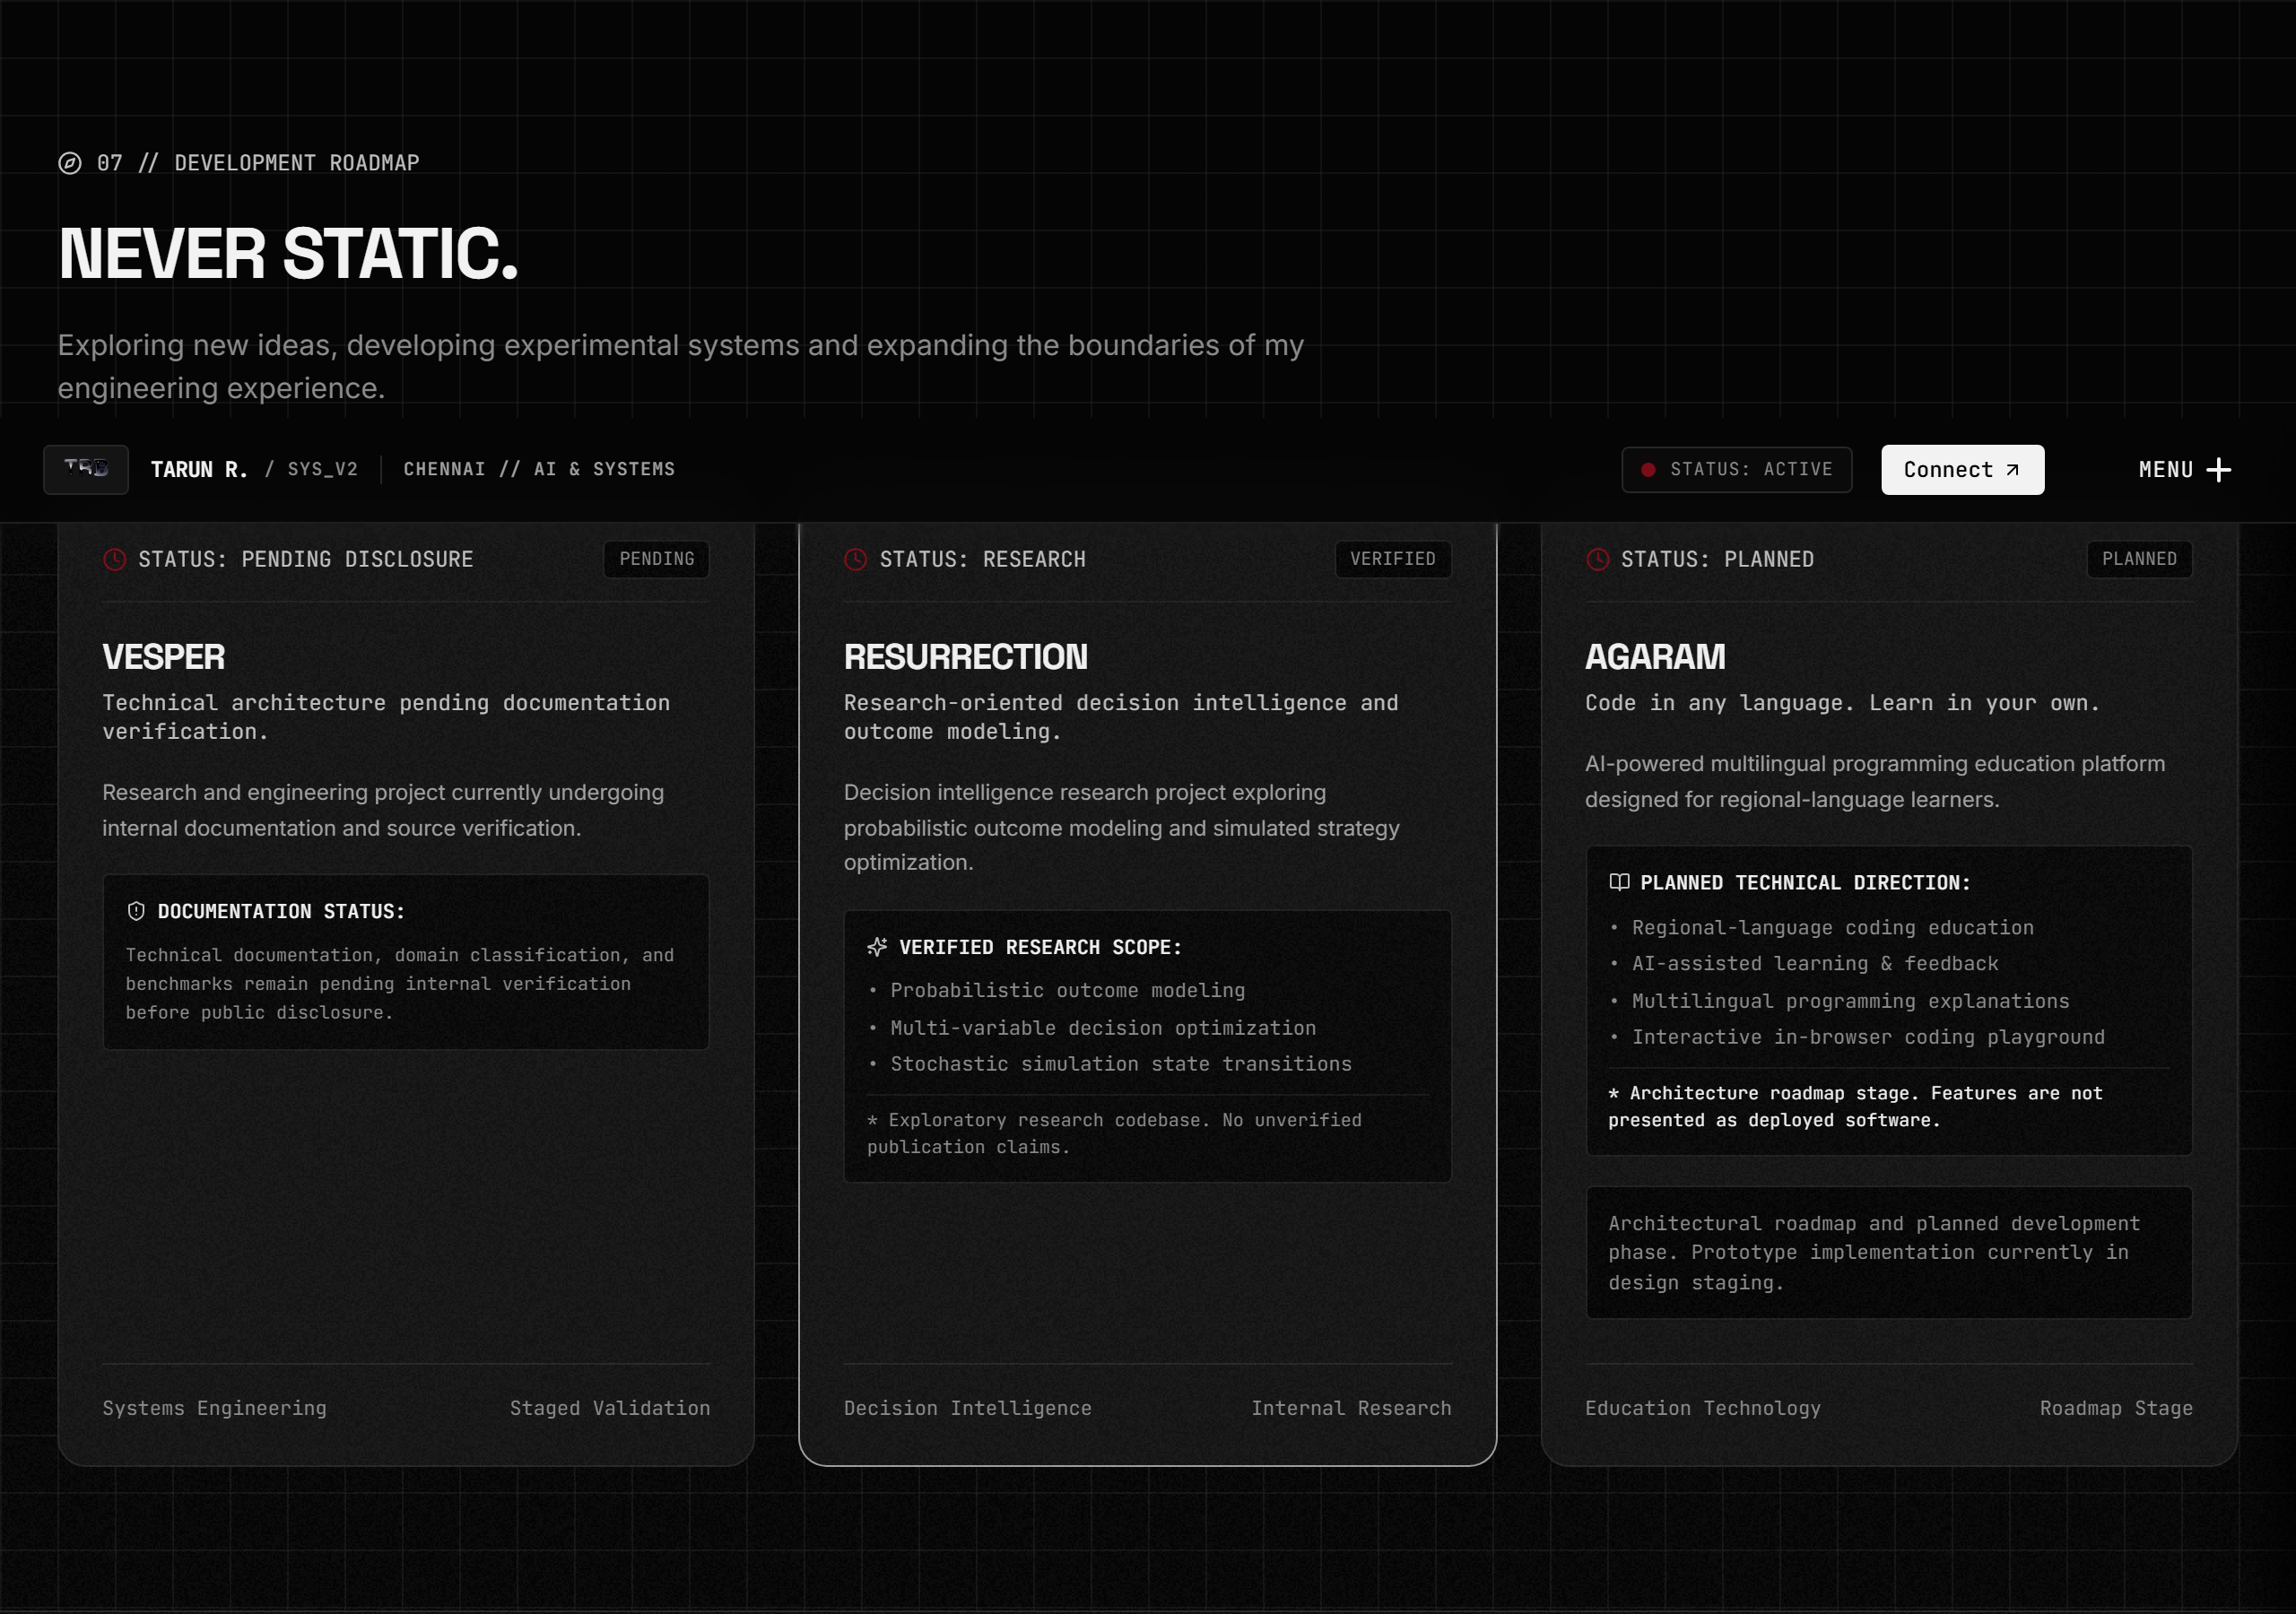 07 // DEVELOPMENT ROADMAP
NEVER STATIC.
Exploring new ideas, developing experimental systems and expanding the boundaries of my
engineering experience.
TRB TARUN R. / SYS_V2 CHENNAI // AI & SYSTEMS STATUS: ACTIVE Connect MENU
STATUS: PENDING DISCLOSURE PENDING
VESPER
Technical architecture pending documentation
verification.
Research and engineering project currently undergoing
internal documentation and source verification.
DOCUMENTATION STATUS:
Technical documentation, domain classification, and
benchmarks remain pending internal verification
before public disclosure.
Systems Engineering Staged Validation
STATUS: RESEARCH VERIFIED
RESURRECTION
Research-oriented decision intelligence and
outcome modeling.
Decision intelligence research project exploring
probabilistic outcome modeling and simulated strategy
optimization.
VERIFIED RESEARCH SCOPE:
• Probabilistic outcome modeling
• Multi-variable decision optimization
• Stochastic simulation state transitions
* Exploratory research codebase. No unverified
publication claims.
Decision Intelligence Internal Research
STATUS: PLANNED PLANNED
AGARAM
Code in any language. Learn in your own.
AI-powered multilingual programming education platform
designed for regional-language learners.
PLANNED TECHNICAL DIRECTION:
• Regional-language coding education
• AI-assisted learning & feedback
• Multilingual programming explanations
• Interactive in-browser coding playground
* Architecture roadmap stage. Features are not
presented as deployed software.
Architectural roadmap and planned development
phase. Prototype implementation currently in
design staging.
Education Technology Roadmap Stage